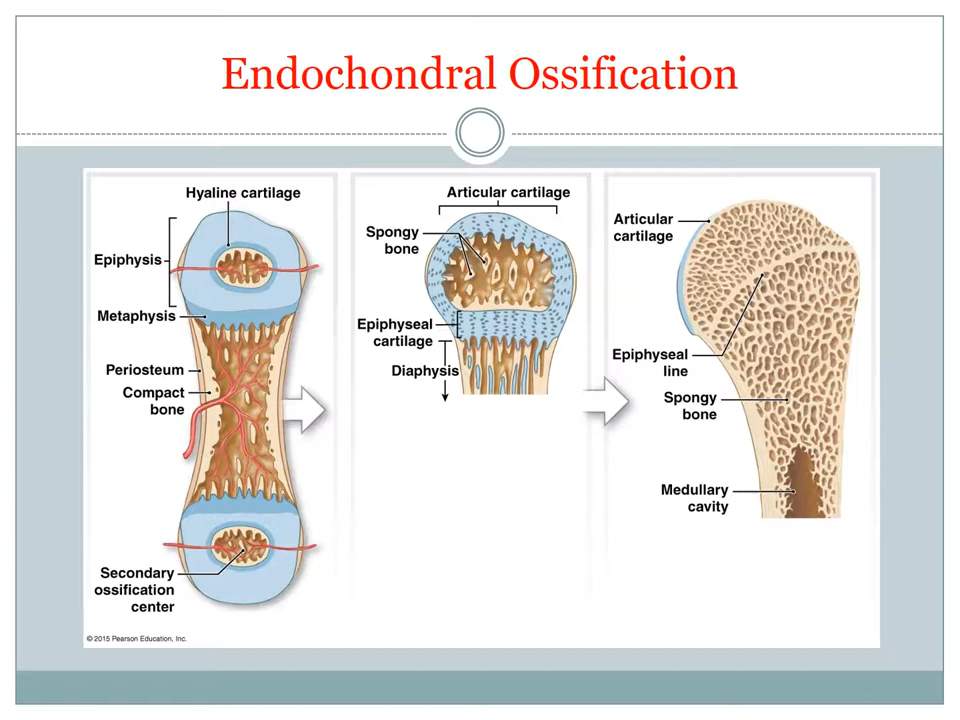 Endochondral Ossification
Hyaline cartilage
Epiphysis
Metaphysis
Periosteum
Compact
bone
Secondary
ossification
center
Articular cartilage
Spongy
bone
Epiphyseal
cartilage
Diaphysis
Articular
cartilage
Epiphyseal
line
Spongy
bone
Medullary
cavity
© 2015 Pearson Education, Inc.